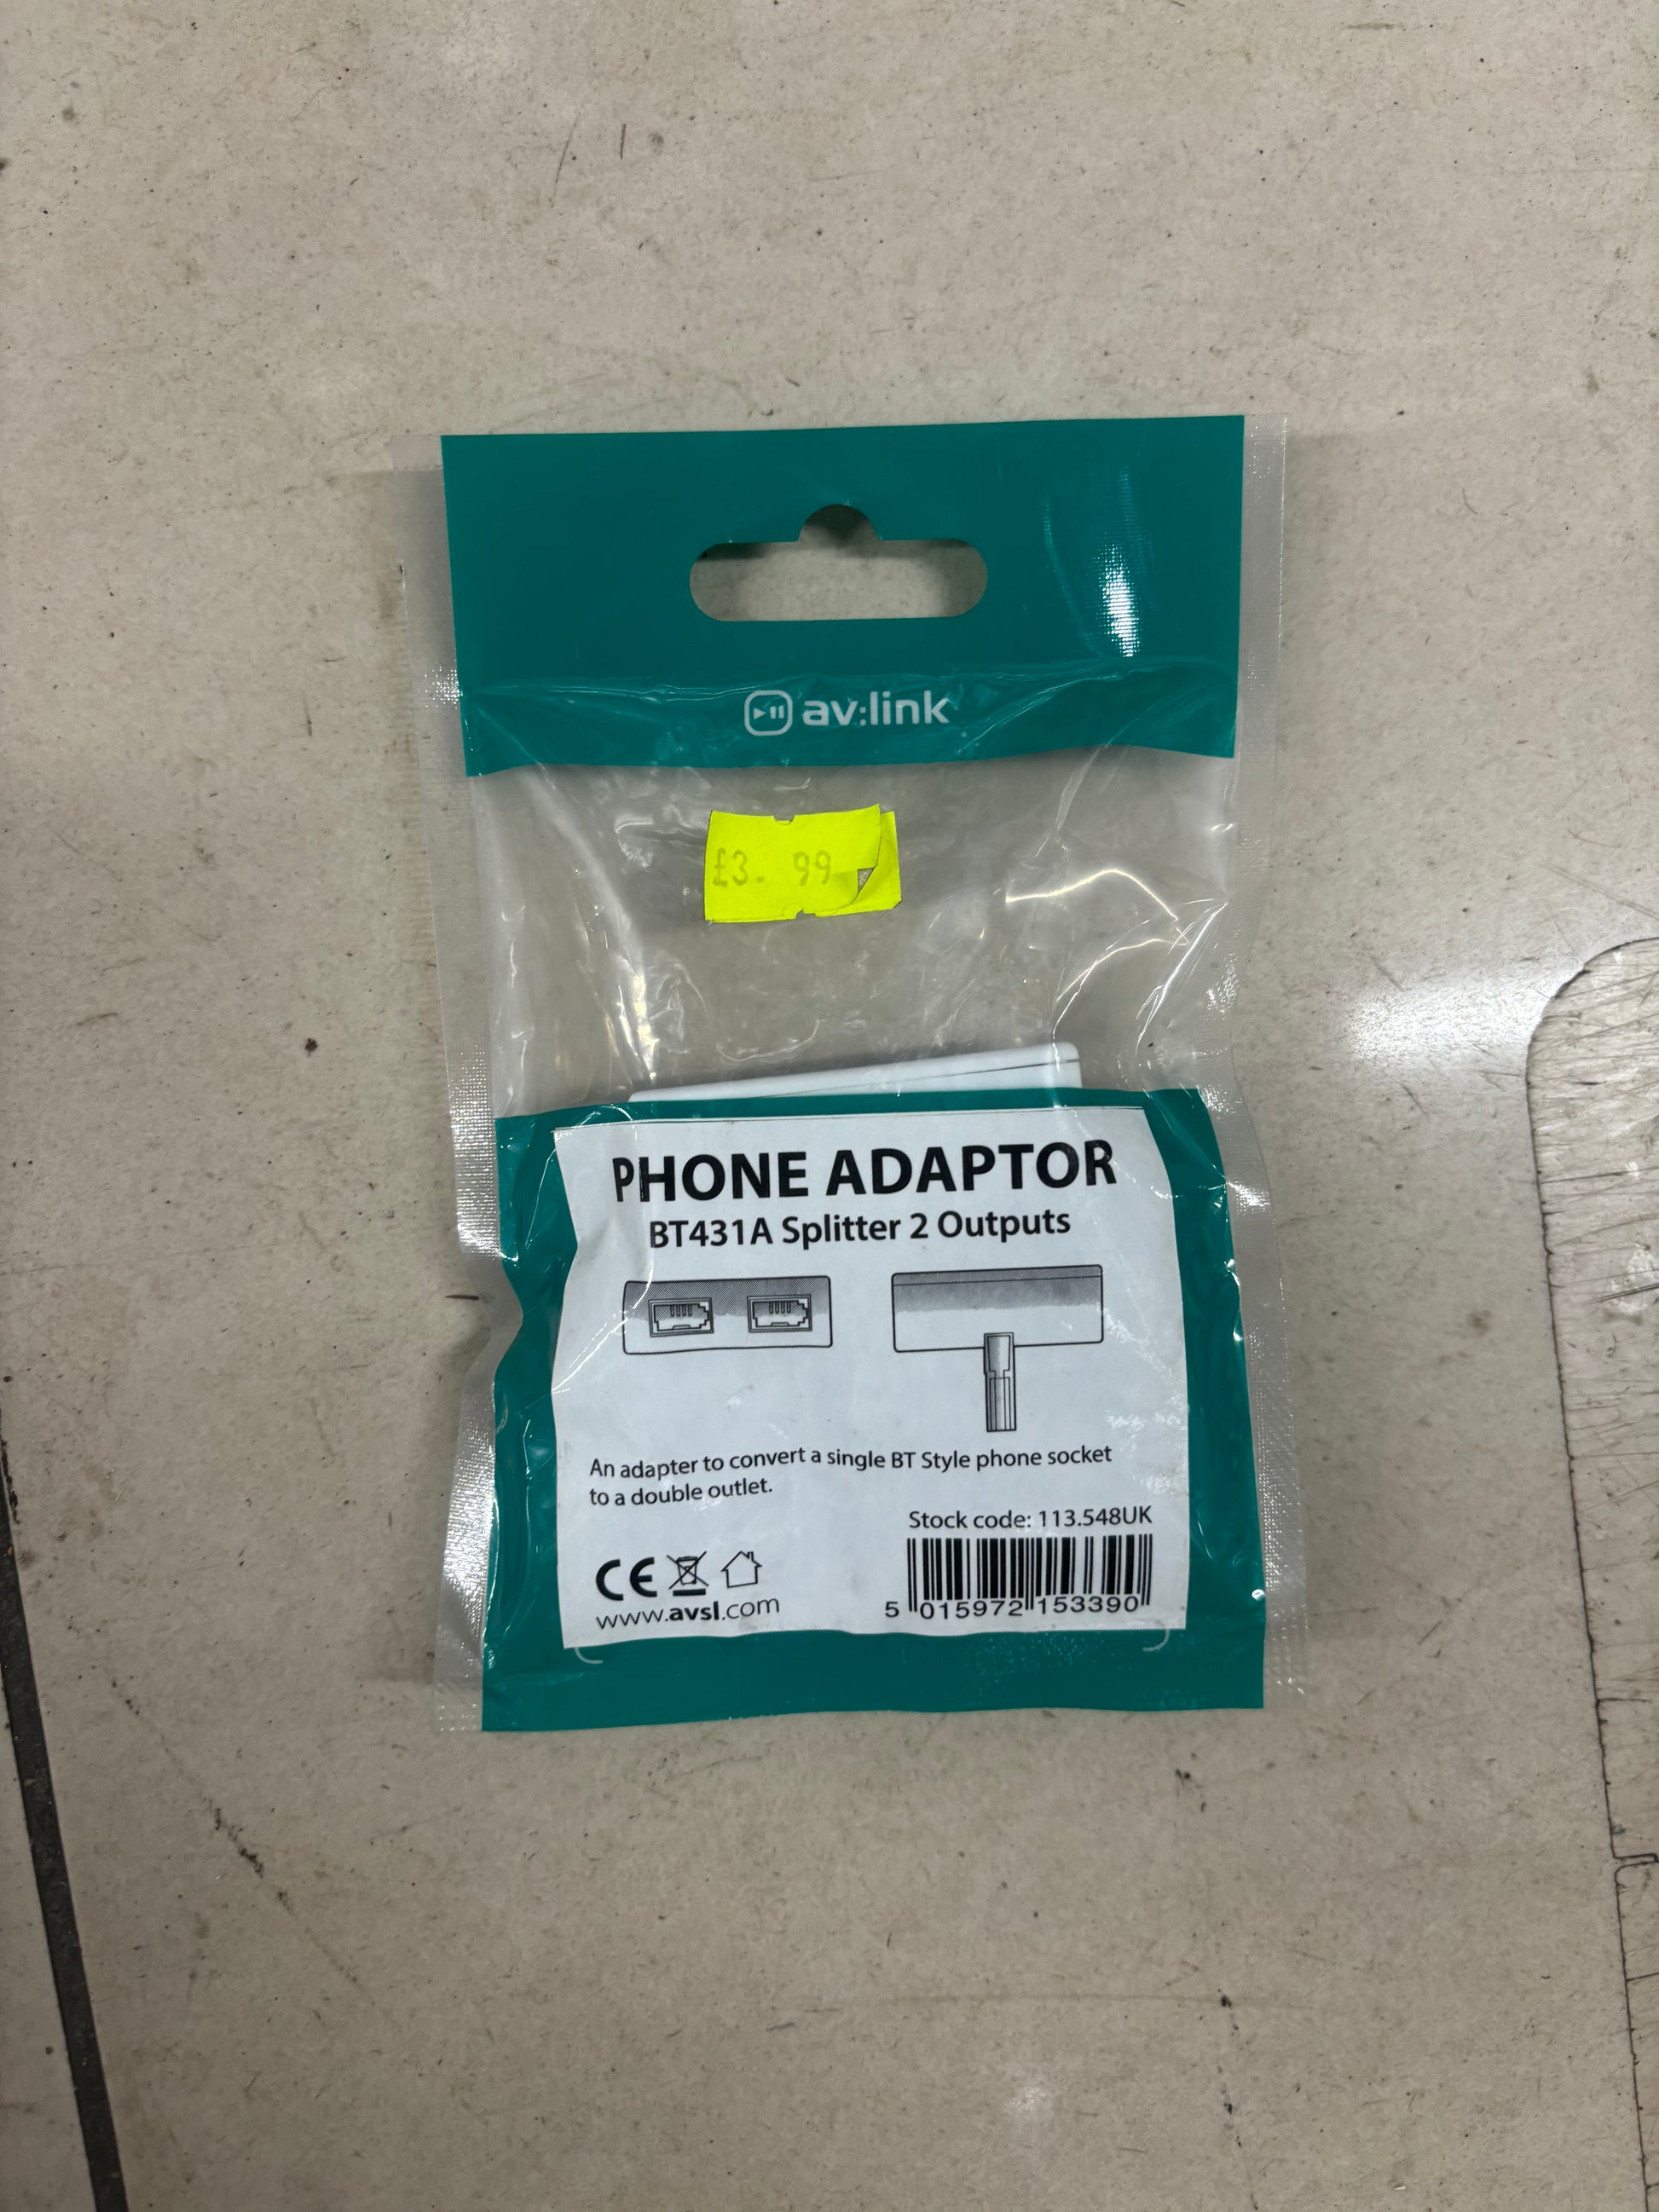 av:link
£3.99
PHONE ADAPTOR
BT431A Splitter 2 Outputs
An adapter to convert a single BT Style phone socket
to a double outlet.
Stock code: 113.548UK
CE
www.avsl.com
5 015972 153390